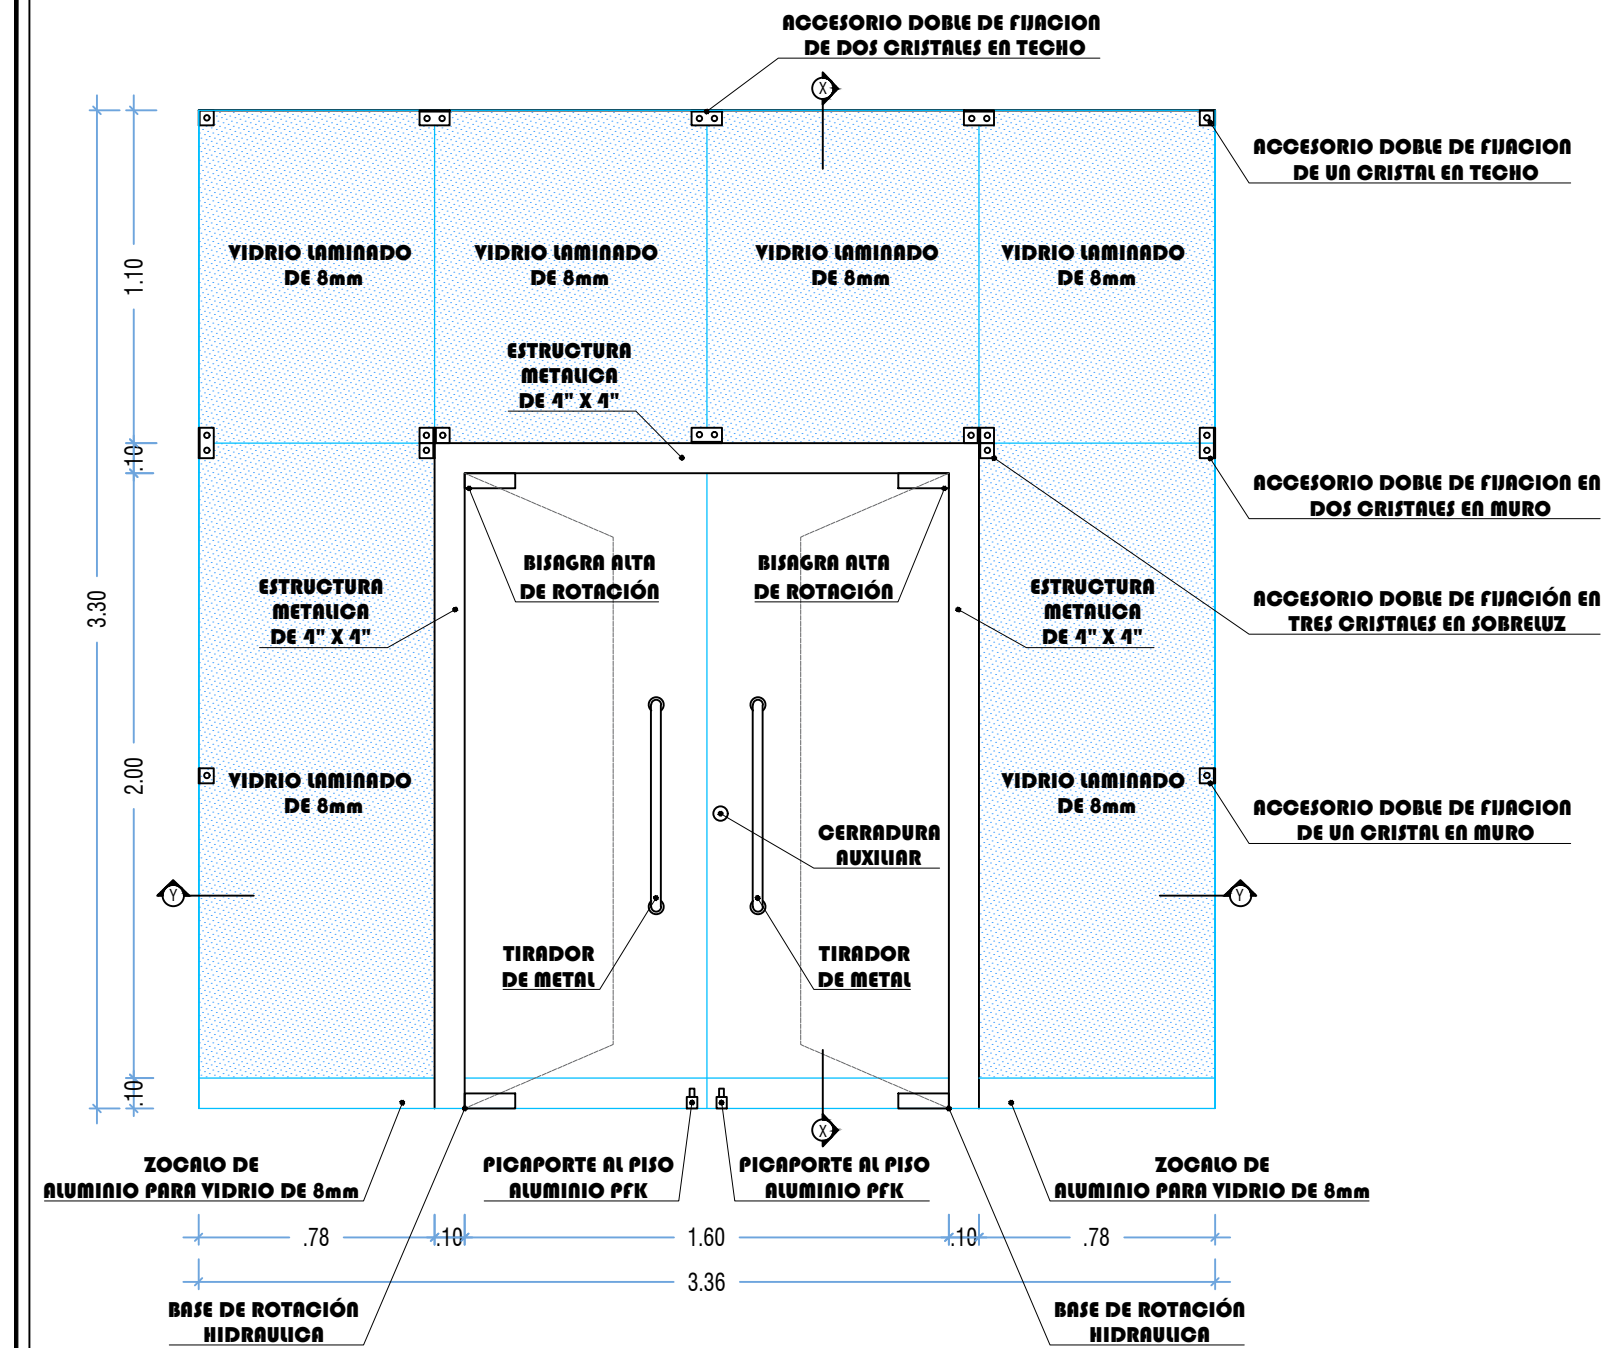 ACCESORIO DOBLE DE FIJACION
DE DOS CRISTALES EN TECHO
X
ACCESORIO DOBLE DE FIJACION
DE UN CRISTAL EN TECHO
VIDRIO LAMINADO
DE 8mm
VIDRIO LAMINADO
DE 8mm
VIDRIO LAMINADO
DE 8mm
VIDRIO LAMINADO
DE 8mm
1.10
ESTRUCTURA
METALICA
DE 4" X 4"
.10
ACCESORIO DOBLE DE FIJACION EN
DOS CRISTALES EN MURO
BISAGRA ALTA
DE ROTACIÓN
BISAGRA ALTA
DE ROTACIÓN
3.30
ESTRUCTURA
METALICA
DE 4" X 4"
ESTRUCTURA
METALICA
DE 4" X 4"
ACCESORIO DOBLE DE FIJACIÓN EN
TRES CRISTALES EN SOBRELUZ
2.00
VIDRIO LAMINADO
DE 8mm
VIDRIO LAMINADO
DE 8mm
ACCESORIO DOBLE DE FIJACION
DE UN CRISTAL EN MURO
CERRADURA
AUXILIAR
Y
Y
TIRADOR
DE METAL
TIRADOR
DE METAL
.10
X
ZOCALO DE
ALUMINIO PARA VIDRIO DE 8mm
PICAPORTE AL PISO
ALUMINIO PFK
PICAPORTE AL PISO
ALUMINIO PFK
ZOCALO DE
ALUMINIO PARA VIDRIO DE 8mm
.78
.10
1.60
.10
.78
3.36
BASE DE ROTACIÓN
HIDRAULICA
BASE DE ROTACIÓN
HIDRAULICA